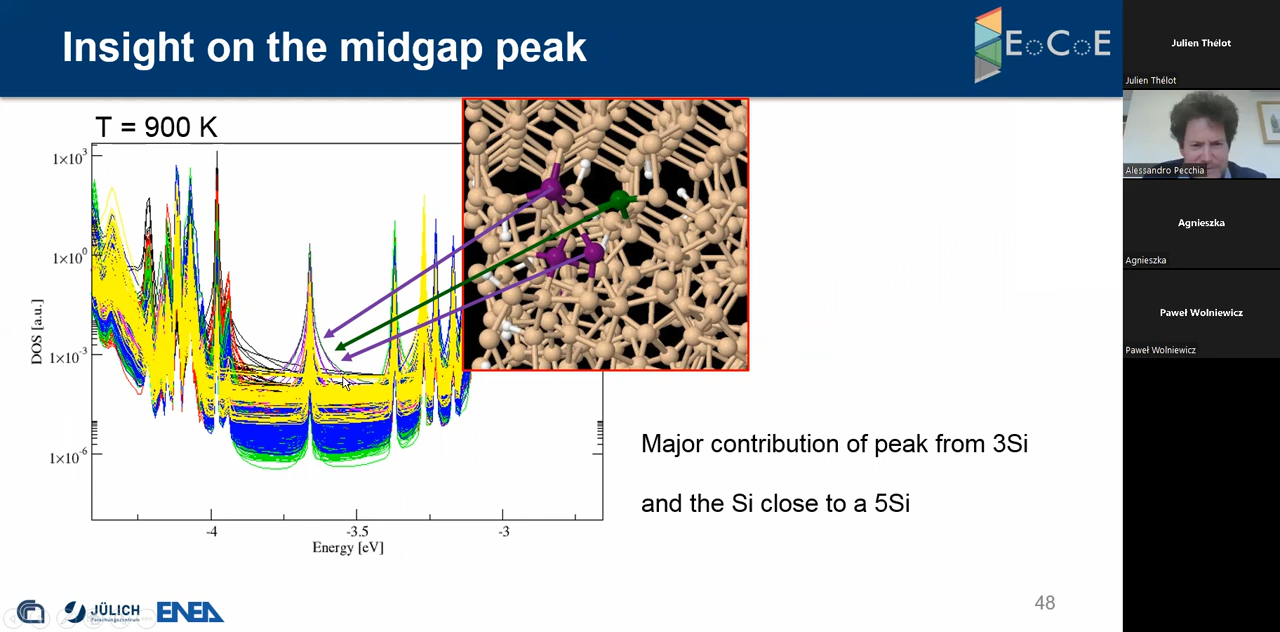 Insight on the midgap peak
EoCoE
T = 900 K
1×10³
1×10⁰
1×10⁻³
1×10⁻⁶
DOS [a.u.]
-4
-3.5
-3
Energy [eV]
Major contribution of peak from 3Si
and the Si close to a 5Si
JÜLICH
Forschungszentrum
ENEA
48
Julien Thélot
Julien Thélot
Alessandro Pecchia
Agnieszka
Agnieszka
Paweł Wolniewicz
Paweł Wolniewicz